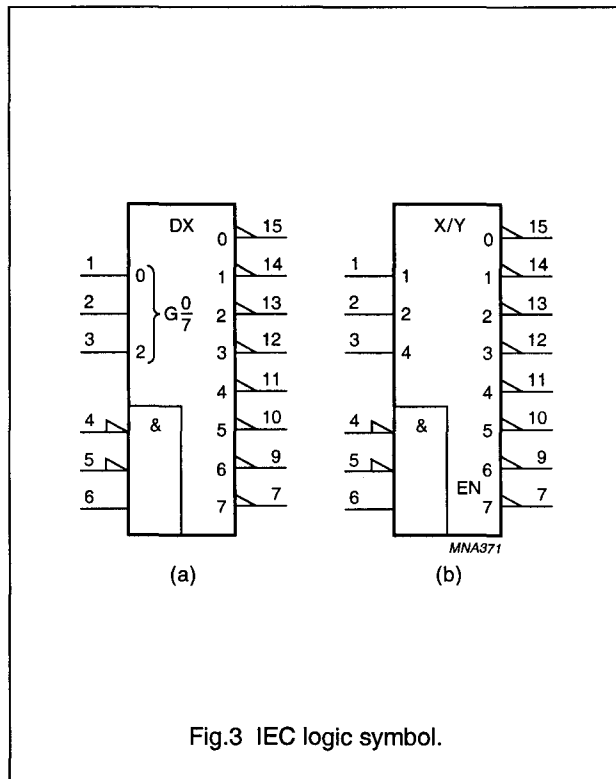 DX
0 15
1 0 1 14
2 G 0/7 2 13
3 2 3 12
4 11
4 & 5 10
5 6 9
6 7 7
(a)
X/Y
0 15
1 1 1 14
2 2 2 13
3 4 3 12
4 11
4 & 5 10
5 6 9
6 EN 7 7
MNA371
(b)
Fig.3 IEC logic symbol.